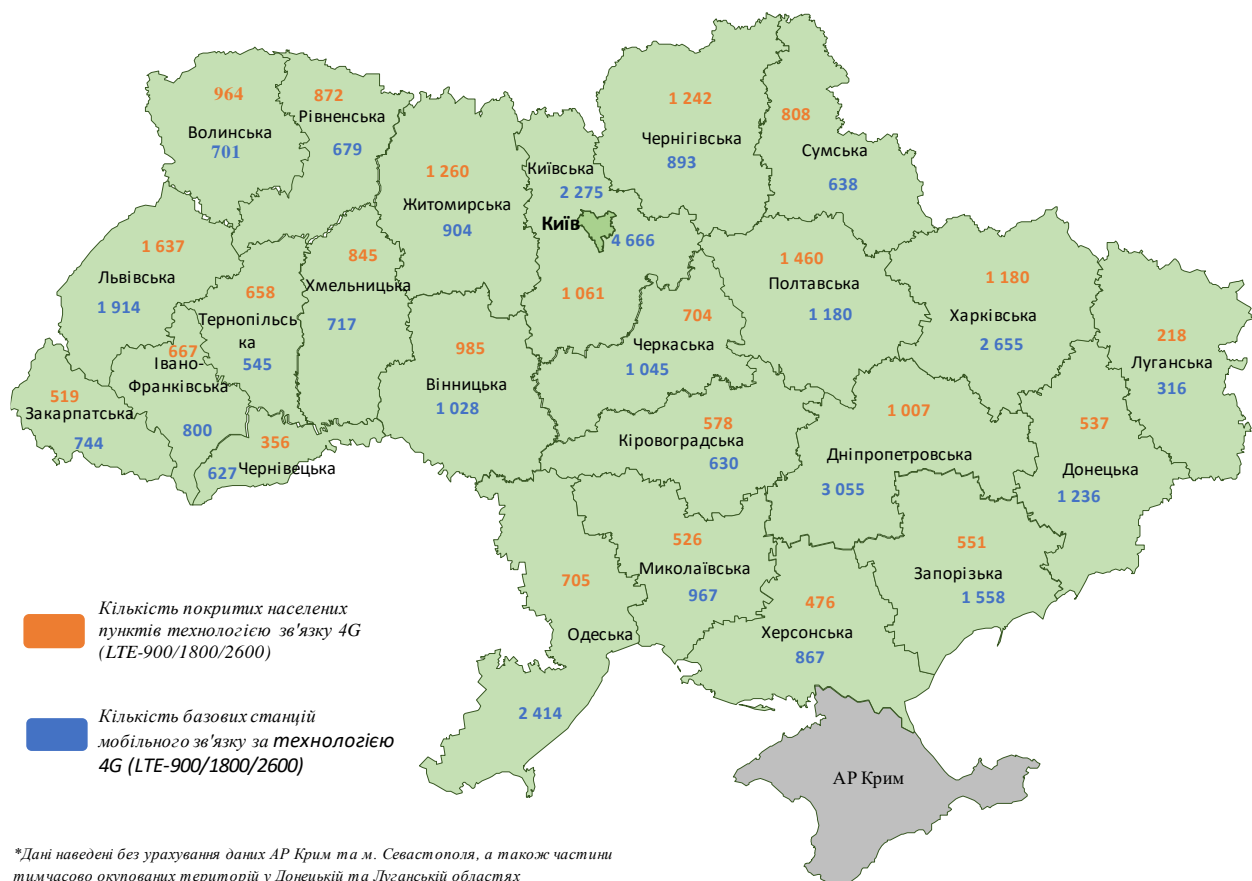 964
Волинська
701
872
Рівненська
679
1 260
Житомирська
904
Київська
2 275
Київ
4 666
1 061
1 242
Чернігівська
893
808
Сумська
638
1 637
Львівська
1 914
658
Тернопільсь
ка
545
845
Хмельницька
717
985
Вінницька
1 028
704
Черкаська
1 045
1 460
Полтавська
1 180
1 180
Харківська
2 655
218
Луганська
316
519
Закарпатська
744
667
Івано-
Франківська
800
356
Чернівецька
627
578
Кіровоградська
630
1 007
Дніпропетровська
3 055
537
Донецька
1 236
705
Одеська
2 414
526
Миколаївська
967
476
Херсонська
867
551
Запорізька
1 558
АР Крим
Кількість покритих населених
пунктів технологією зв'язку 4G
(LTE-900/1800/2600)
Кількість базових станцій
мобільного зв'язку за технологією
4G (LTE-900/1800/2600)
*Дані наведені без урахування даних АР Крим та м. Севастополя, а також частини
тимчасово окупованих територій у Донецькій та Луганській областях